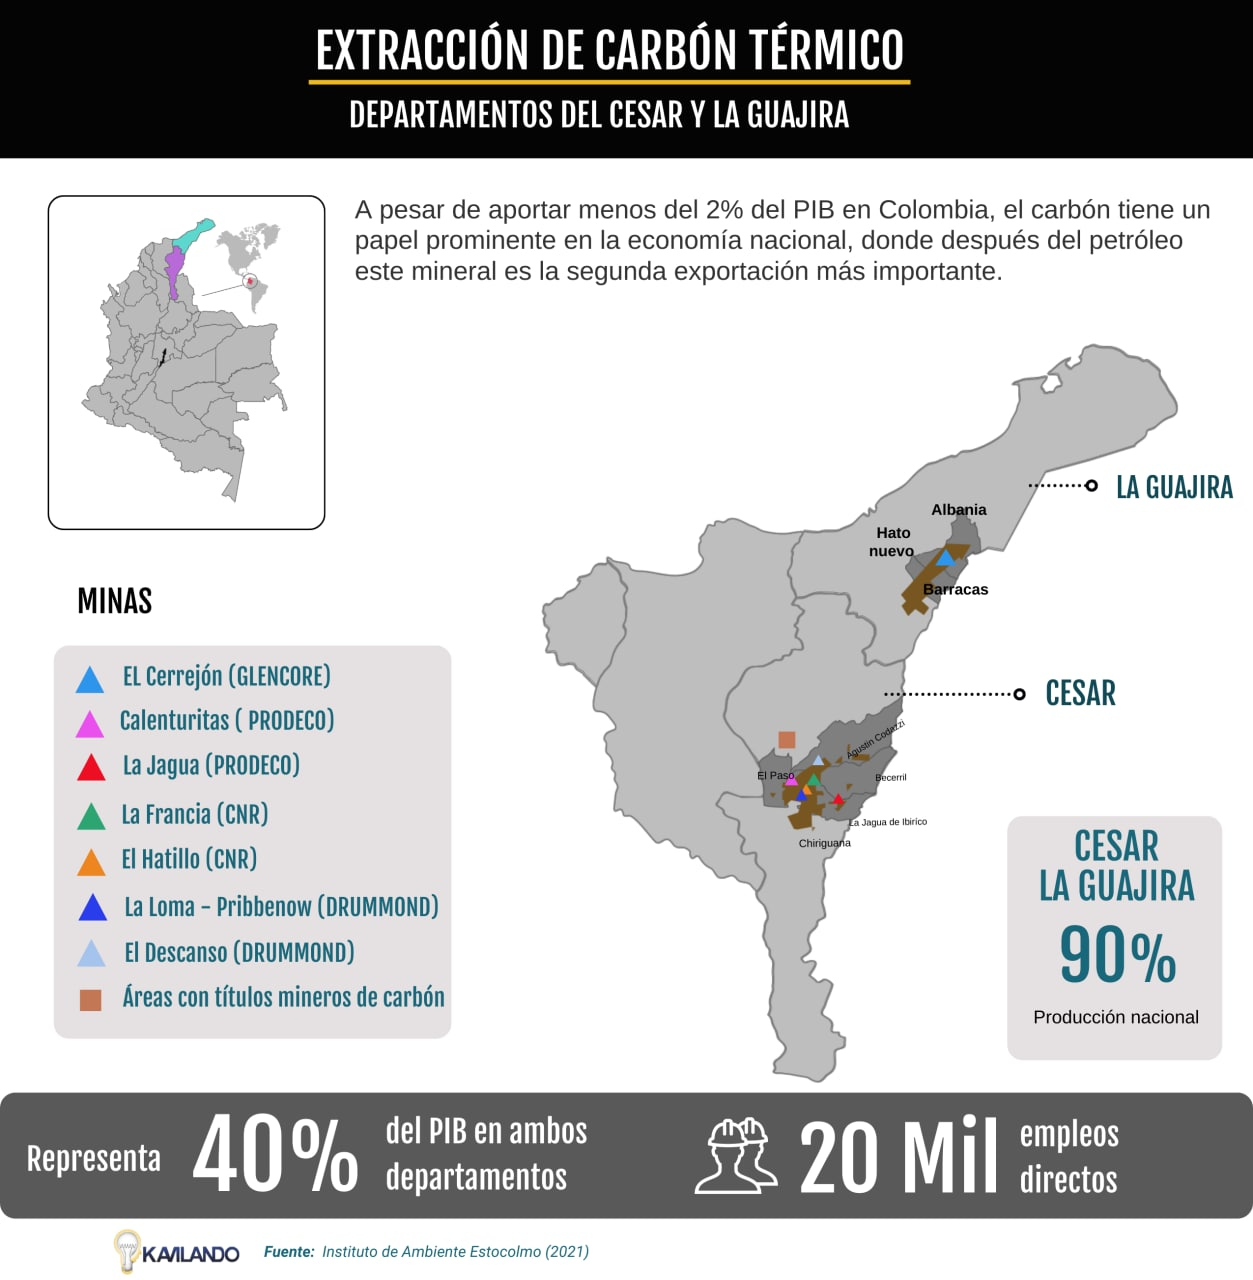 EXTRACCIÓN DE CARBÓN TÉRMICO
DEPARTAMENTOS DEL CESAR Y LA GUAJIRA
A pesar de aportar menos del 2% del PIB en Colombia, el carbón tiene un
papel prominente en la economía nacional, donde después del petróleo
este mineral es la segunda exportación más importante.
LA GUAJIRA
Albania
Hato
nuevo
Barracas
MINAS
EL Cerrejón (GLENCORE)
Calenturitas ( PRODECO)
La Jagua (PRODECO)
La Francia (CNR)
El Hatillo (CNR)
La Loma - Pribbenow (DRUMMOND)
El Descanso (DRUMMOND)
Áreas con títulos mineros de carbón
CESAR
Agustin Codazzi
El Paso
Becerril
La Jagua de Ibiríco
Chiriguana
CESAR
LA GUAJIRA
90%
Producción nacional
Representa
40%
del PIB en ambos
departamentos
20 Mil
empleos
directos
KAVILANDO
Fuente: Instituto de Ambiente Estocolmo (2021)